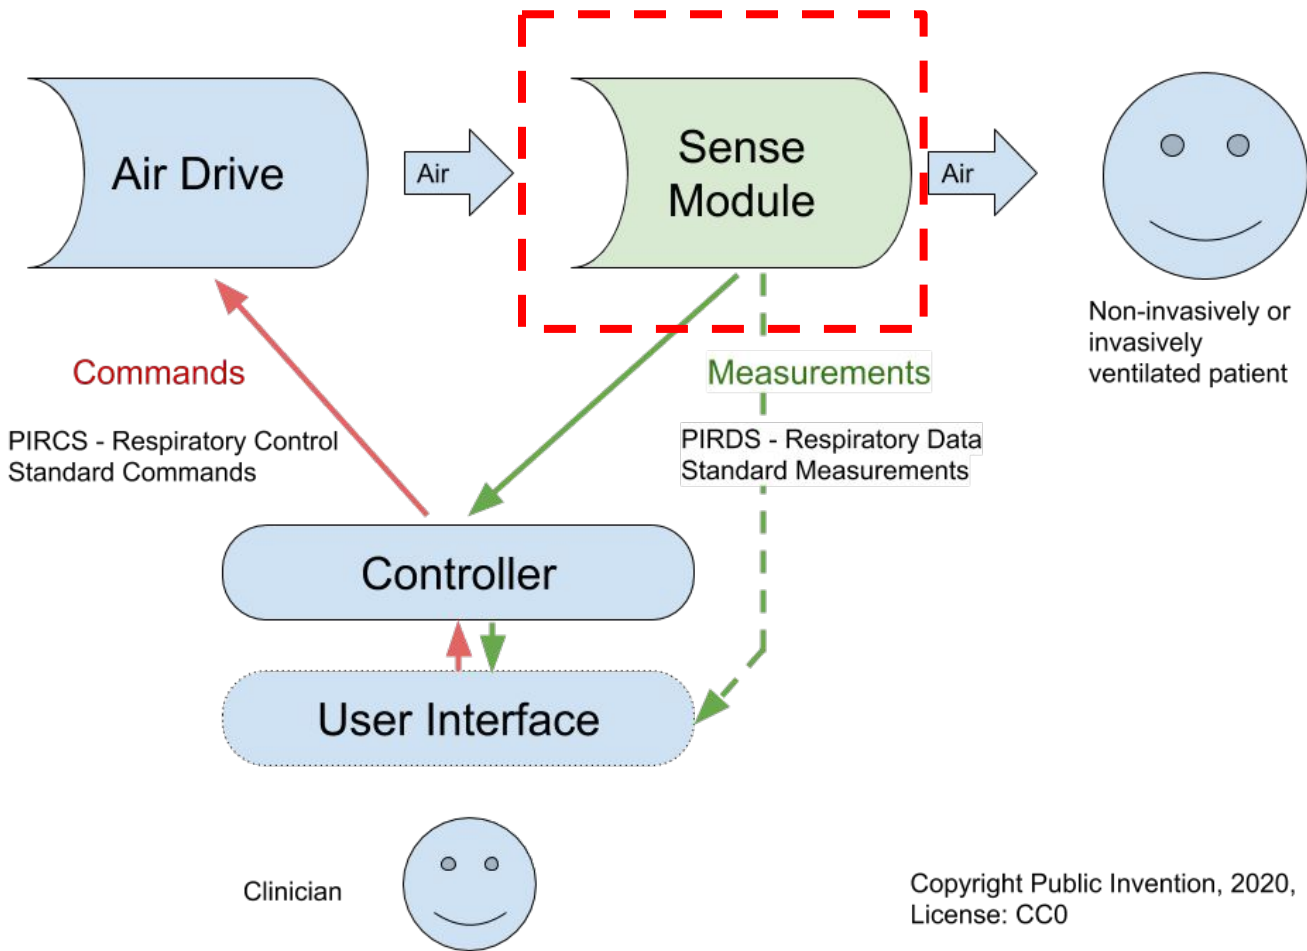 Air Drive
Air
Sense
Module
Air
Non-invasively or
invasively
ventilated patient
Commands
Measurements
PIRCS - Respiratory Control
Standard Commands
PIRDS - Respiratory Data
Standard Measurements
Controller
User Interface
Clinician
Copyright Public Invention, 2020,
License: CC0